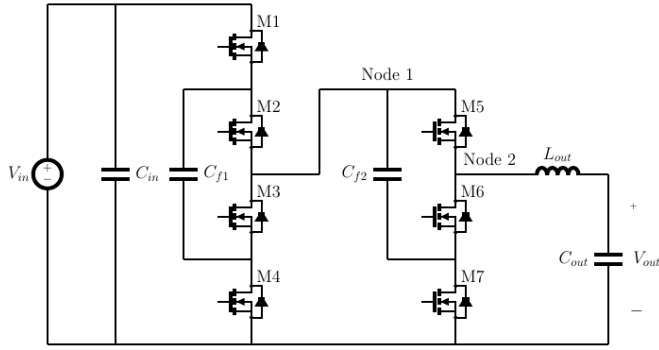 M1
Node 1
M2
M5
Node 2
L_out
V_in
+
−
C_in
C_f1
C_f2
M3
M6
+
C_out
V_out
M4
M7
−